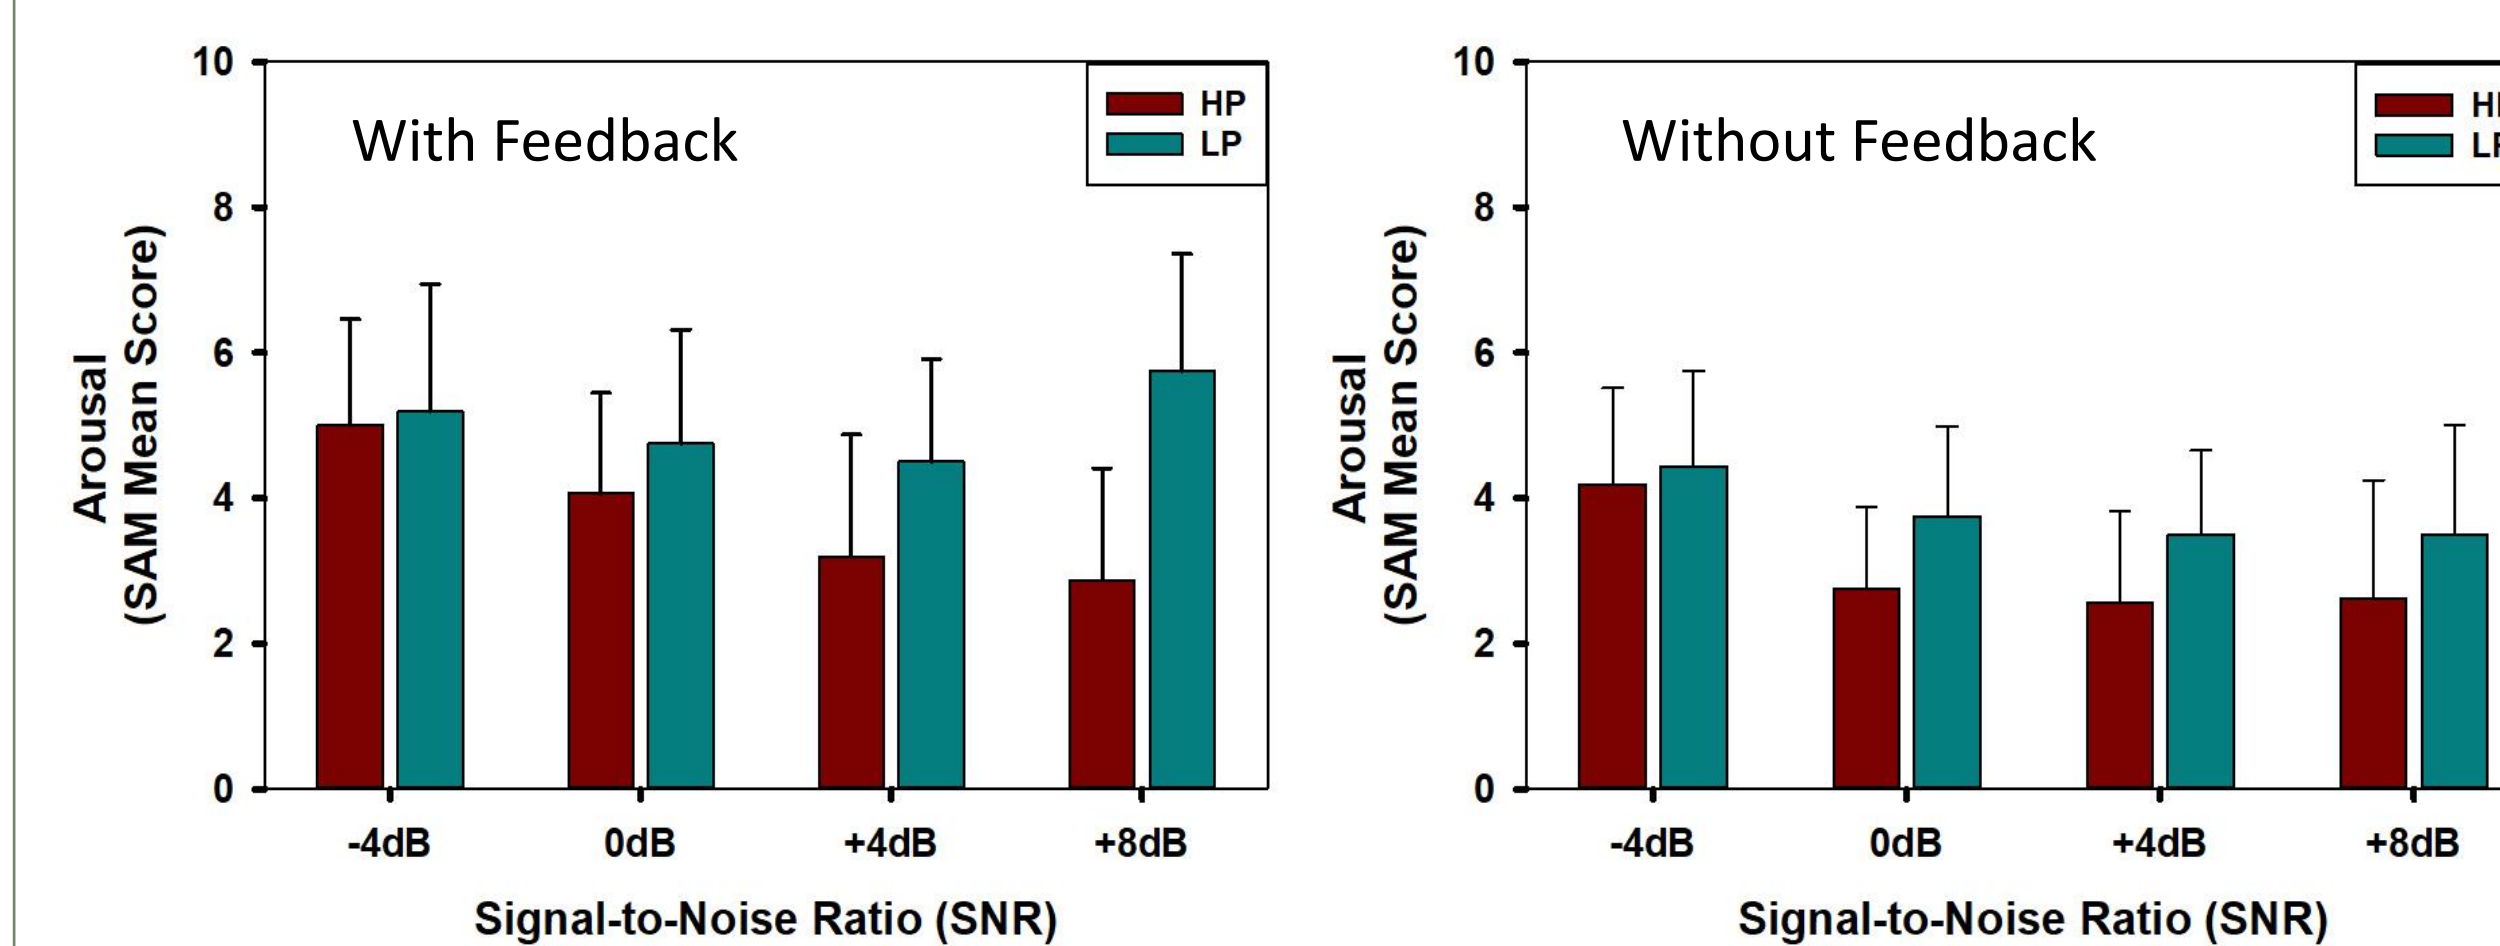 10
8
6
4
2
0
Arousal
(SAM Mean Score)
With Feedback
HP
LP
-4dB
0dB
+4dB
+8dB
Signal-to-Noise Ratio (SNR)
10
8
6
4
2
0
Arousal
(SAM Mean Score)
Without Feedback
-4dB
0dB
+4dB
+8dB
Signal-to-Noise Ratio (SNR)